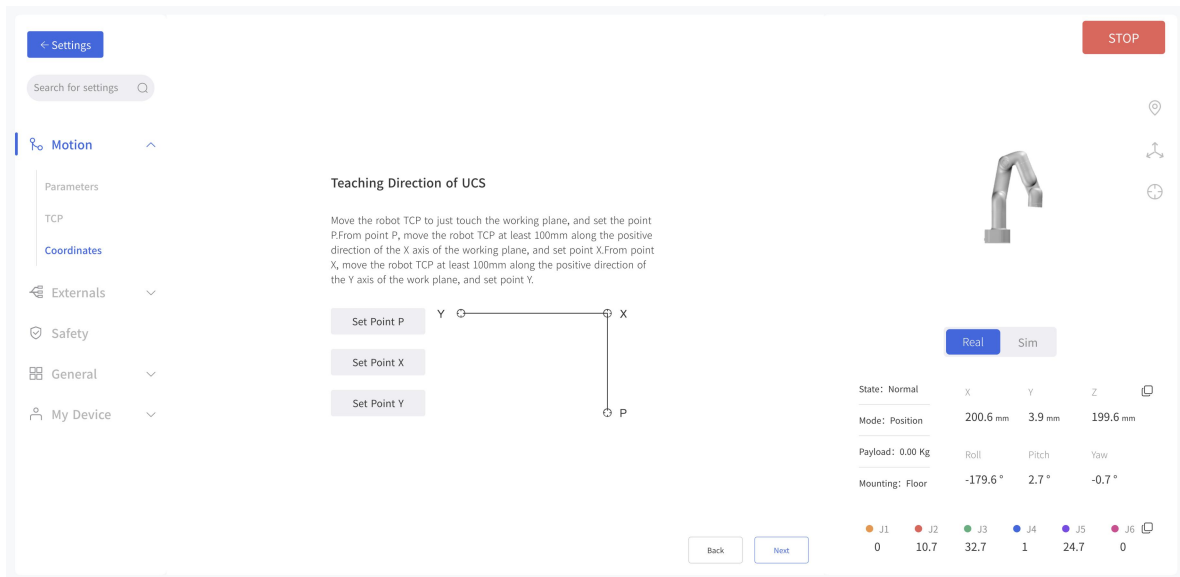 ← Settings
STOP
Search for settings
Motion
Parameters
TCP
Coordinates
Externals
Safety
General
My Device
Teaching Direction of UCS
Move the robot TCP to just touch the working plane, and set the point
P.From point P, move the robot TCP at least 100mm along the positive
direction of the X axis of the working plane, and set point X.From point
X, move the robot TCP at least 100mm along the positive direction of
the Y axis of the work plane, and set point Y.
Set Point P
Set Point X
Set Point Y
Y X
P
Back Next
Real Sim
State: Normal
Mode: Position
Payload: 0.00 Kg
Mounting: Floor
X Y Z
200.6 mm 3.9 mm 199.6 mm
Roll Pitch Yaw
-179.6 ° 2.7 ° -0.7 °
J1 J2 J3 J4 J5 J6
0 10.7 32.7 1 24.7 0